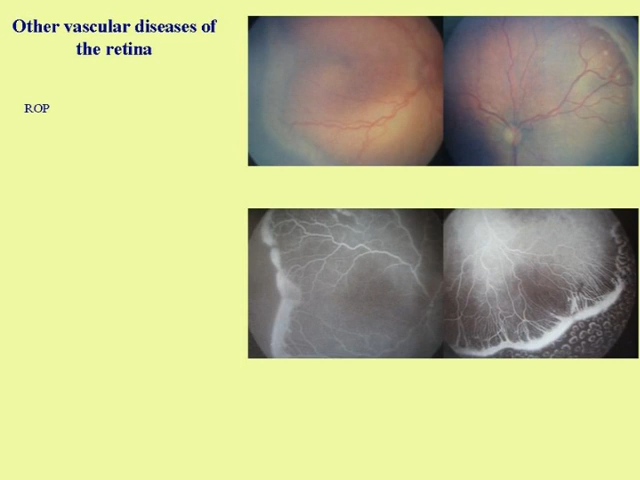 Other vascular diseases of
the retina
ROP